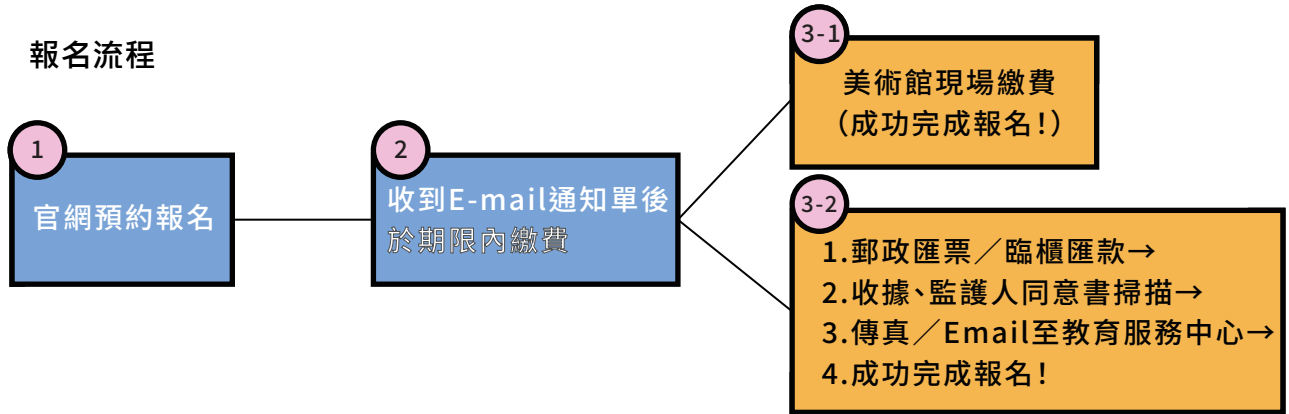 報名流程
1
官網預約報名
2
收到E-mail通知單後
於期限內繳費
3-1
美術館現場繳費
（成功完成報名！）
3-2
1.郵政匯票／臨櫃匯款→
2.收據、監護人同意書掃描→
3.傳真／Email至教育服務中心→
4.成功完成報名！